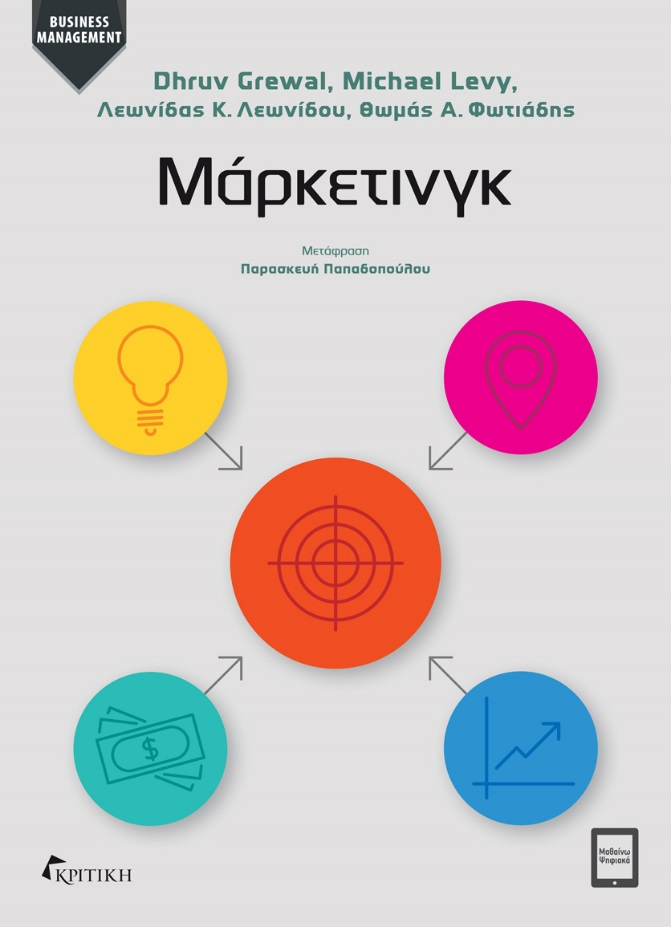 BUSINESS
MANAGEMENT
Dhruv Grewal, Michael Levy,
Λεωνίδας Κ. Λεωνίδου, Θωμάς Α. Φωτιάδης
Μάρκετινγκ
Μετάφραση
Παρασκευή Παπαδοπούλου
$
ΚΡΙΤΙΚΗ
Μαθαίνω
Ψηφιακά